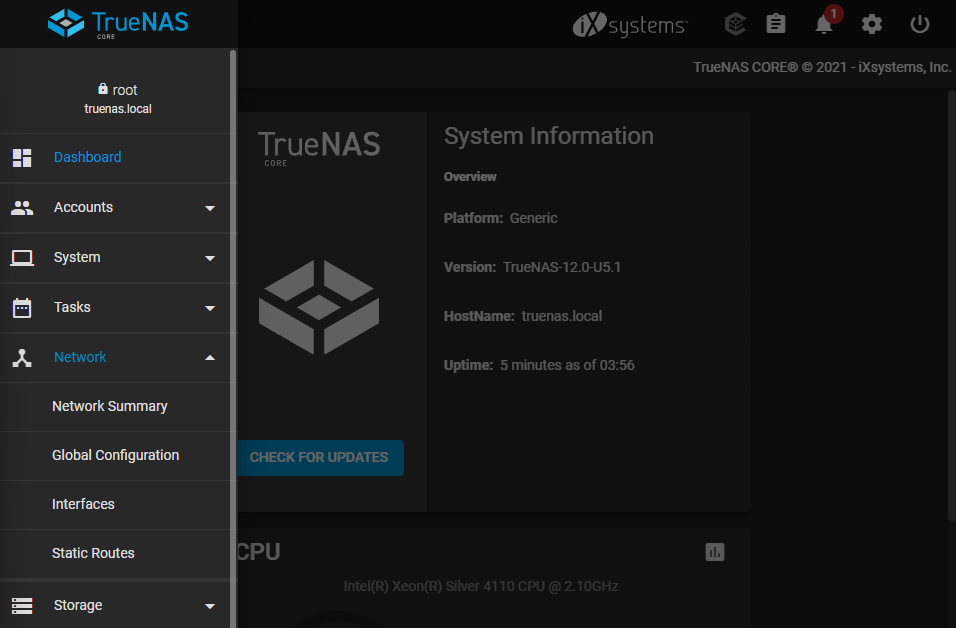 TrueNAS
CORE
iXsystems™
1
TrueNAS CORE® © 2021 - iXsystems, Inc.
root
truenas.local
Dashboard
Accounts
System
Tasks
Network
Network Summary
Global Configuration
Interfaces
Static Routes
Storage
TrueNAS
CORE
CHECK FOR UPDATES
System Information
Overview
Platform: Generic
Version: TrueNAS-12.0-U5.1
HostName: truenas.local
Uptime: 5 minutes as of 03:56
CPU
Intel(R) Xeon(R) Silver 4110 CPU @ 2.10GHz